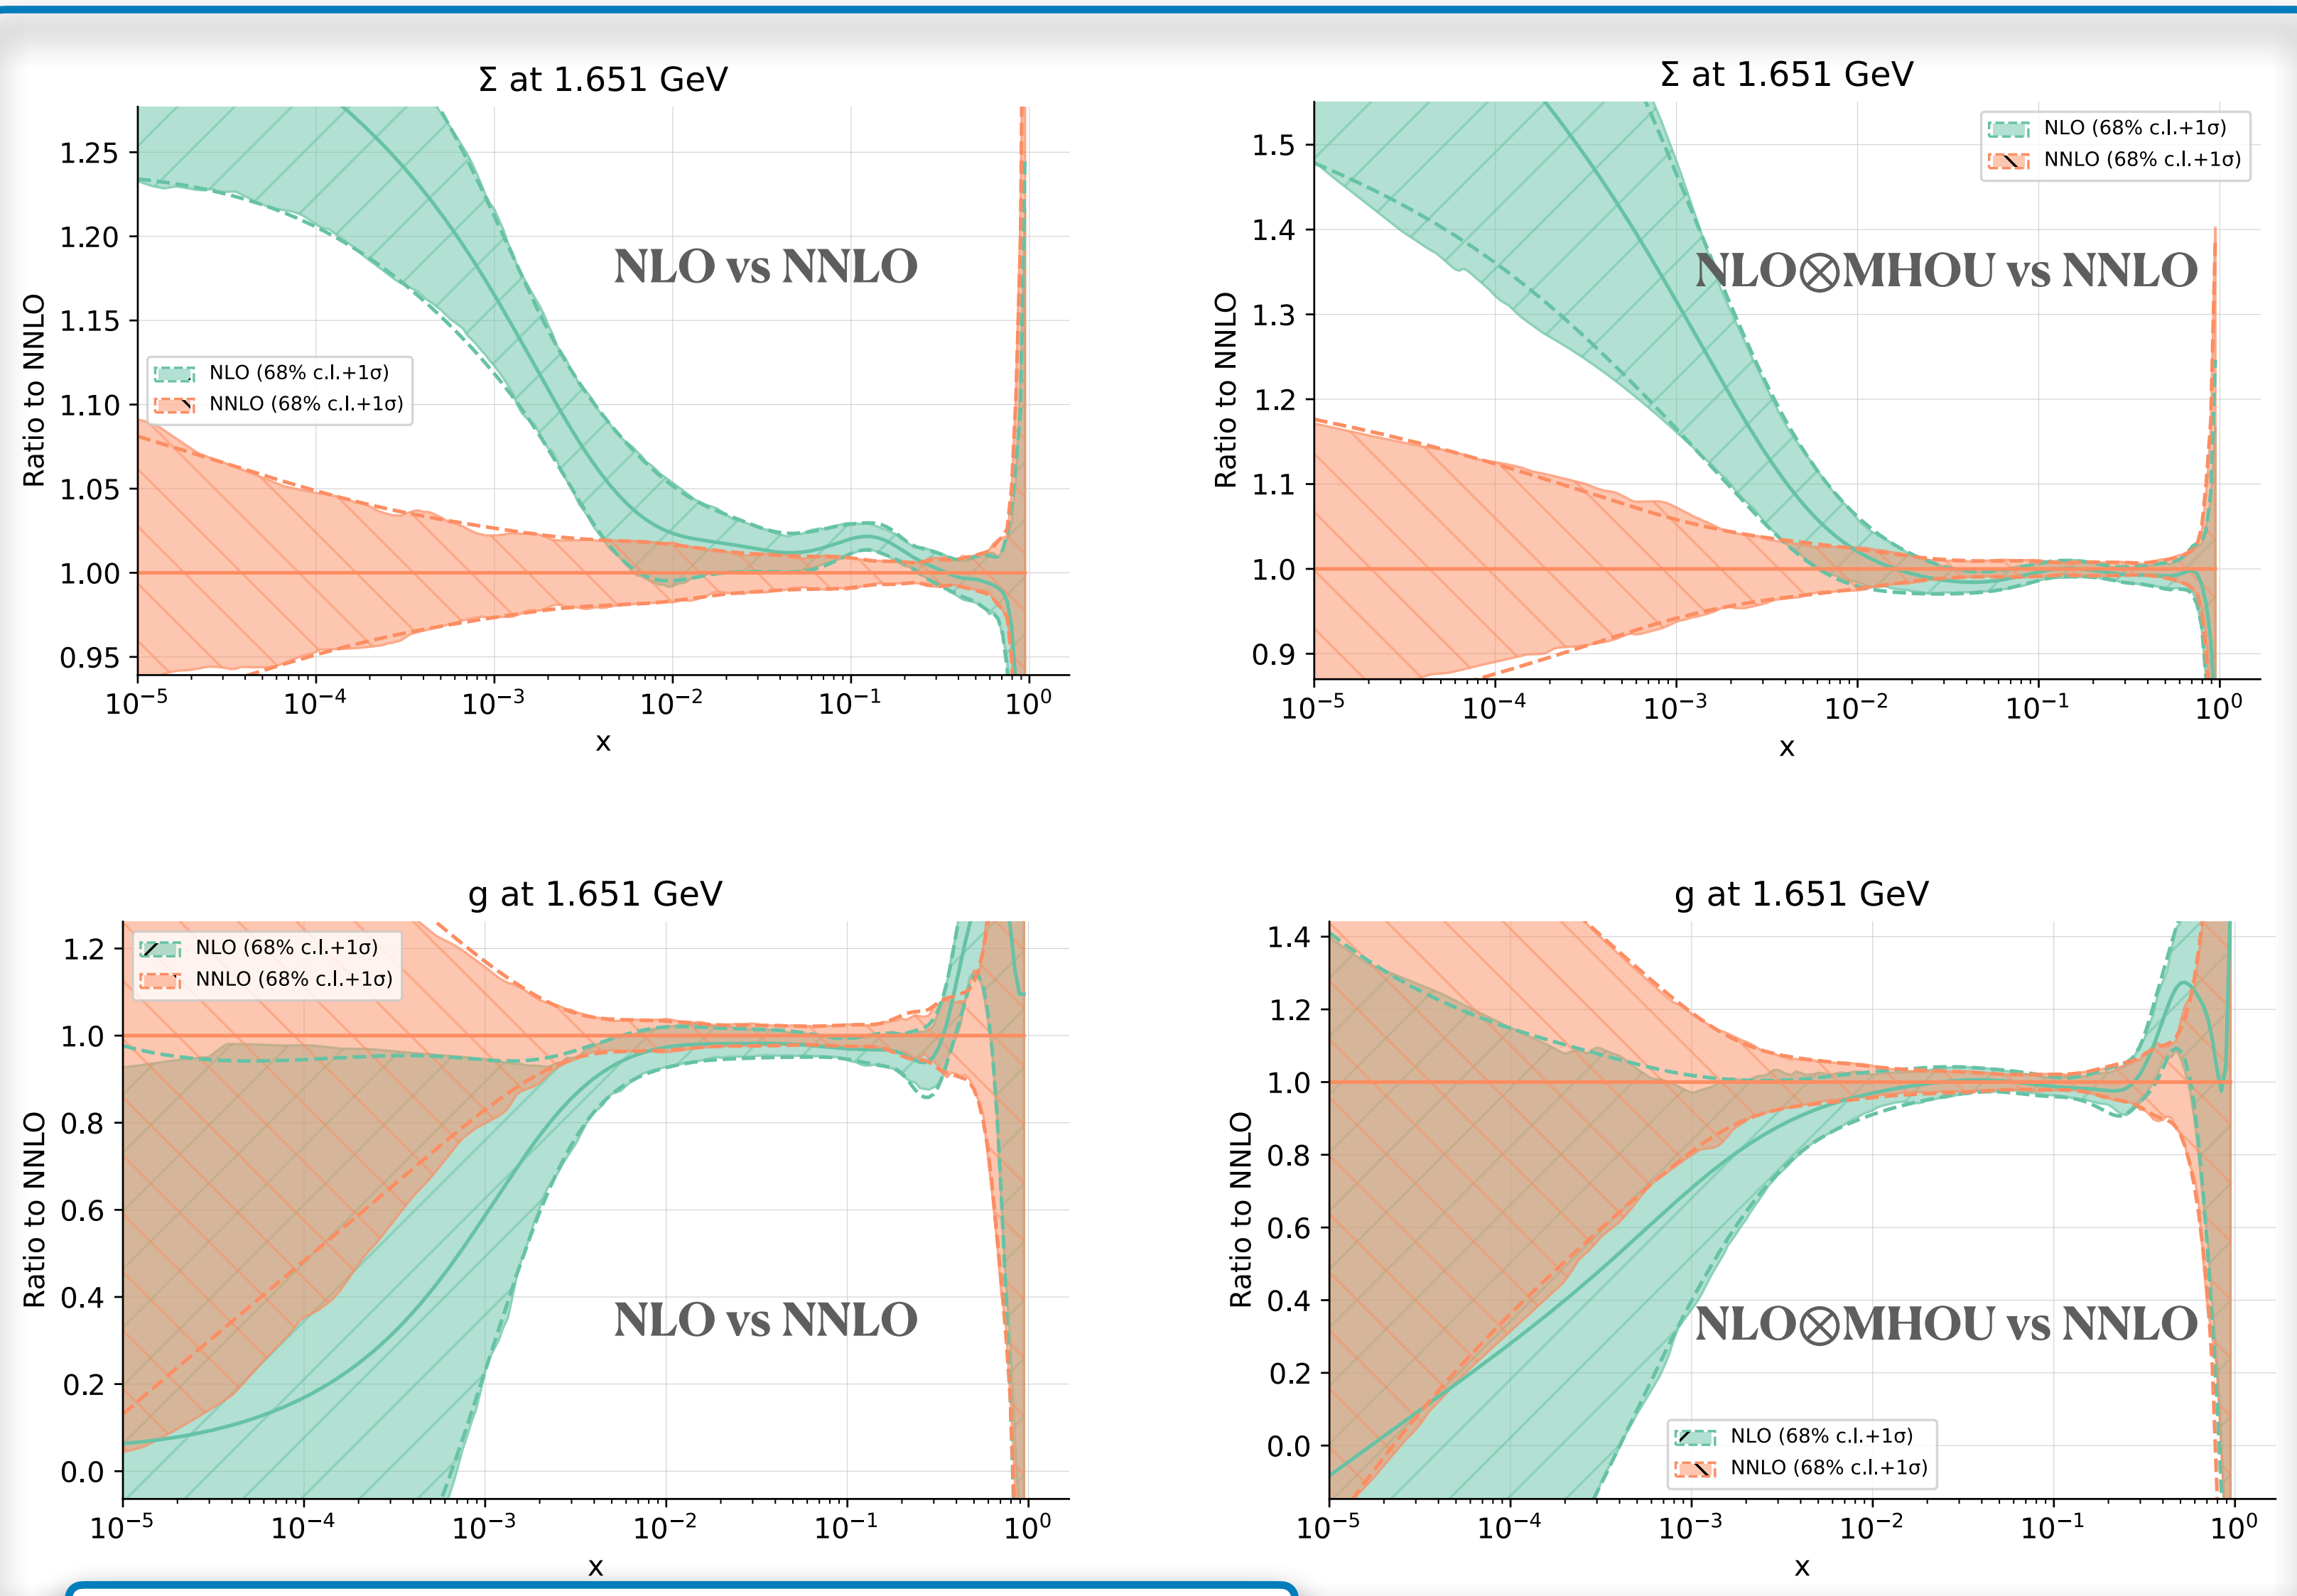 Σ at 1.651 GeV
Ratio to NNLO
1.25
1.20
1.15
1.10
1.05
1.00
0.95
NLO vs NNLO
NLO (68% c.l.+1σ)
NNLO (68% c.l.+1σ)
10⁻⁵ 10⁻⁴ 10⁻³ 10⁻² 10⁻¹ 10⁰
x
Σ at 1.651 GeV
Ratio to NNLO
1.5
1.4
1.3
1.2
1.1
1.0
0.9
NLO (68% c.l.+1σ)
NNLO (68% c.l.+1σ)
NLO⊗MHOU vs NNLO
10⁻⁵ 10⁻⁴ 10⁻³ 10⁻² 10⁻¹ 10⁰
x
g at 1.651 GeV
Ratio to NNLO
1.2
1.0
0.8
0.6
0.4
0.2
0.0
NLO (68% c.l.+1σ)
NNLO (68% c.l.+1σ)
NLO vs NNLO
10⁻⁵ 10⁻⁴ 10⁻³ 10⁻² 10⁻¹ 10⁰
x
g at 1.651 GeV
Ratio to NNLO
1.4
1.2
1.0
0.8
0.6
0.4
0.2
0.0
NLO⊗MHOU vs NNLO
NLO (68% c.l.+1σ)
NNLO (68% c.l.+1σ)
10⁻⁵ 10⁻⁴ 10⁻³ 10⁻² 10⁻¹ 10⁰
x